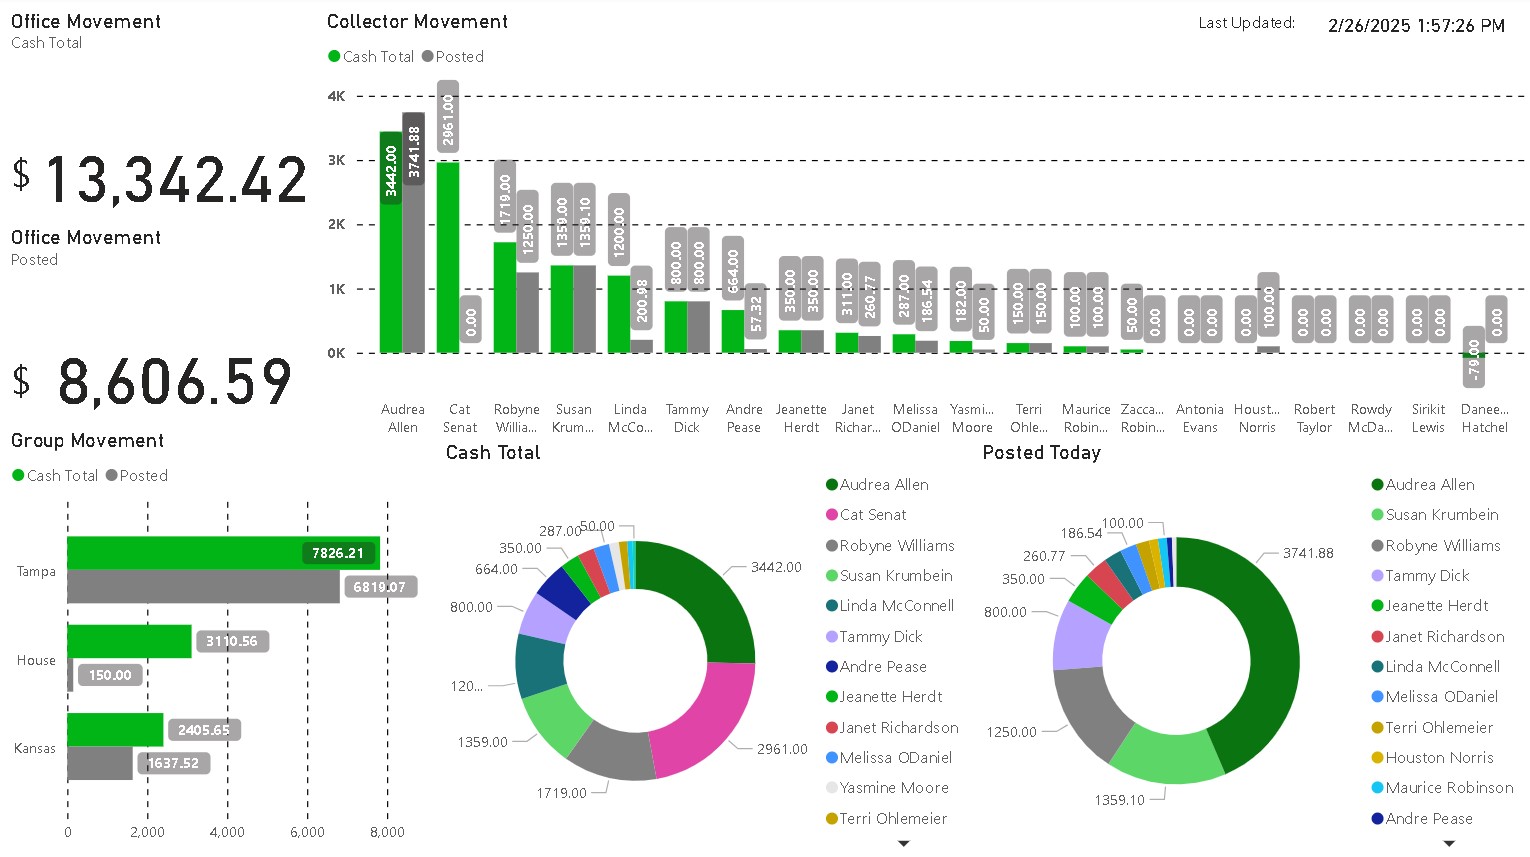 Office Movement
Cash Total
$ 13,342.42
Office Movement
Posted
$ 8,606.59
Collector Movement
Cash Total Posted
Last Updated: 2/26/2025 1:57:26 PM
4K
3K
2K
1K
0K
3442.00 3741.88
2961.00 0.00
1719.00 1250.00
1359.00 1359.10
1200.00 200.98
800.00 800.00
664.00 57.32
350.00 350.00
311.00 260.77
287.00 186.54
182.00 50.00
150.00 150.00
100.00 100.00
50.00 0.00
0.00 0.00
0.00 100.00
0.00 0.00
0.00 0.00
0.00 0.00
-79.00 0.00
Audrea
Allen
Cat
Senat
Robyne
Willia...
Susan
Krum...
Linda
McCo...
Tammy
Dick
Andre
Pease
Jeanette
Herdt
Janet
Richar...
Melissa
ODaniel
Yasmi...
Moore
Terri
Ohle...
Maurice
Robin...
Zacca...
Robin...
Antonia
Evans
Houst...
Norris
Robert
Taylor
Rowdy
McDa...
Sirikit
Lewis
Danee...
Hatchel
Group Movement
Cash Total Posted
Tampa
7826.21
6819.07
House
3110.56
150.00
Kansas
2405.65
1637.52
0 2,000 4,000 6,000 8,000
Cash Total
50.00
287.00
350.00
664.00
800.00
120...
1359.00
1719.00
2961.00
3442.00
Audrea Allen
Cat Senat
Robyne Williams
Susan Krumbein
Linda McConnell
Tammy Dick
Andre Pease
Jeanette Herdt
Janet Richardson
Melissa ODaniel
Yasmine Moore
Terri Ohlemeier
Posted Today
100.00
186.54
260.77
350.00
800.00
1250.00
1359.10
3741.88
Audrea Allen
Susan Krumbein
Robyne Williams
Tammy Dick
Jeanette Herdt
Janet Richardson
Linda McConnell
Melissa ODaniel
Terri Ohlemeier
Houston Norris
Maurice Robinson
Andre Pease